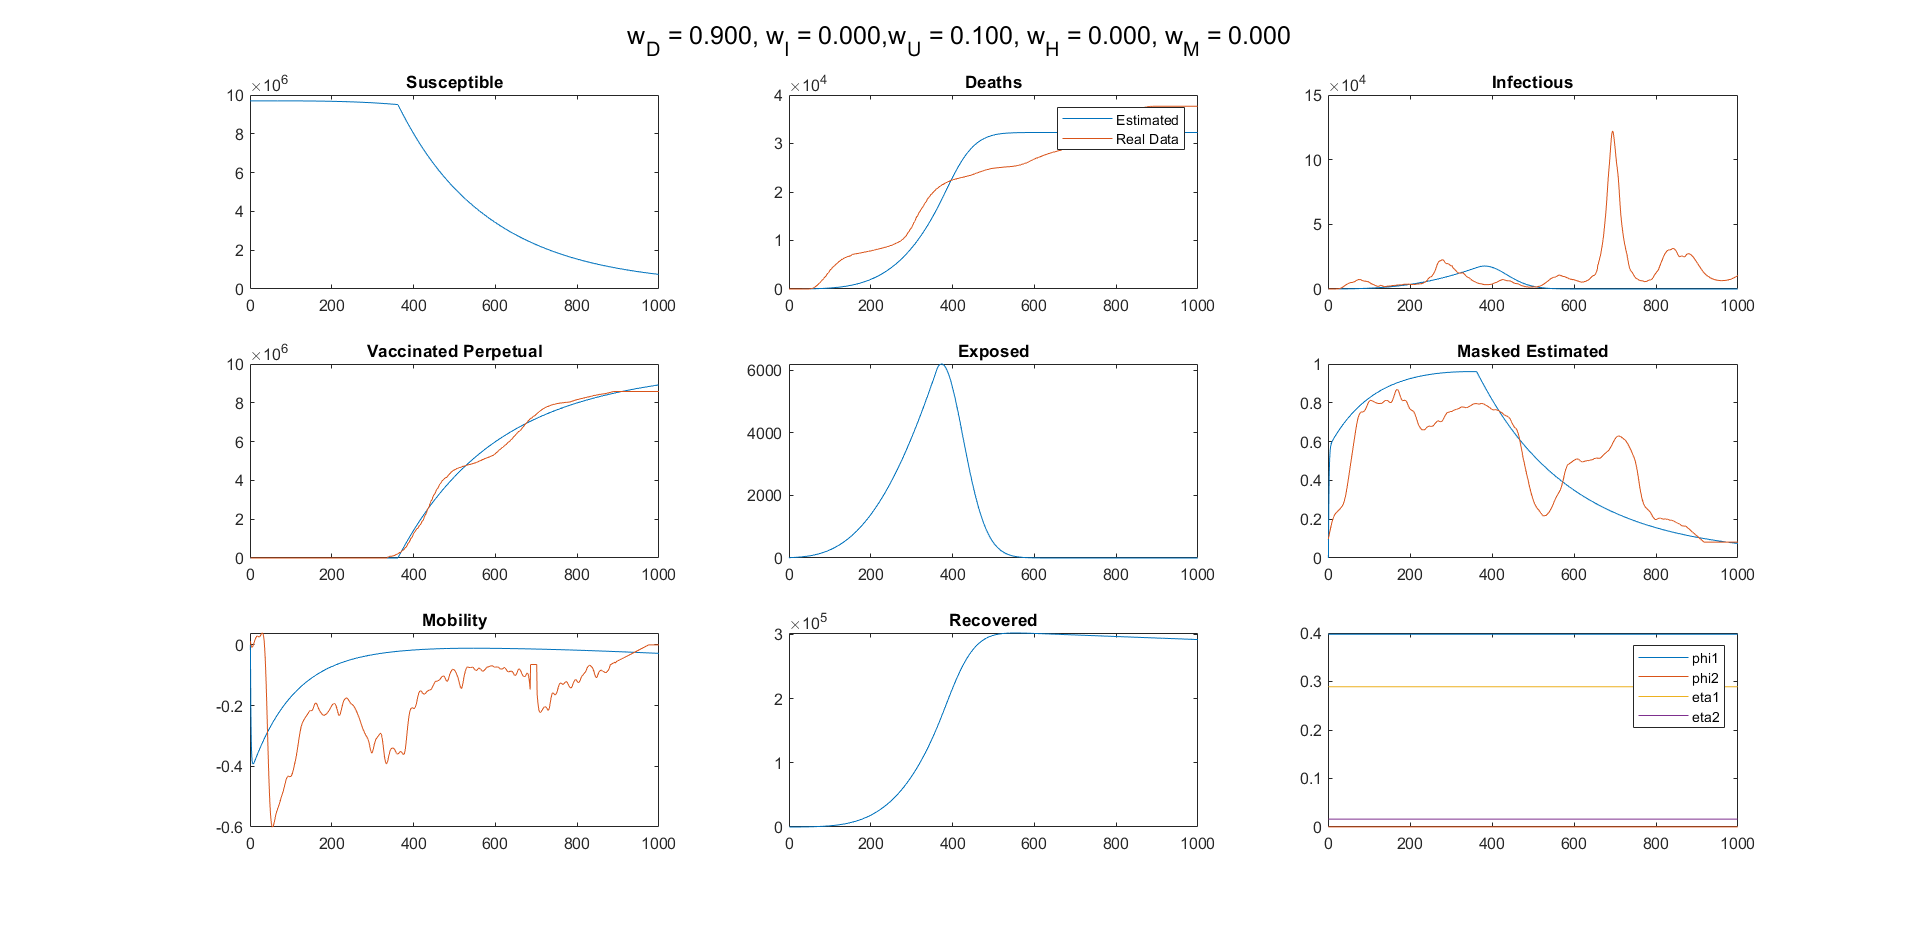 w_D = 0.900, w_I = 0.000,w_U = 0.100, w_H = 0.000, w_M = 0.000
Susceptible
×10^6
10
8
6
4
2
0
0 200 400 600 800 1000
Deaths
×10^4
4
3
2
1
0
Estimated
Real Data
0 200 400 600 800 1000
Infectious
×10^4
15
10
5
0
0 200 400 600 800 1000
Vaccinated Perpetual
×10^6
10
8
6
4
2
0
0 200 400 600 800 1000
Exposed
6000
4000
2000
0
0 200 400 600 800 1000
Masked Estimated
1
0.8
0.6
0.4
0.2
0
0 200 400 600 800 1000
Mobility
0
-0.2
-0.4
-0.6
0 200 400 600 800 1000
Recovered
×10^5
3
2
1
0
0 200 400 600 800 1000
0.4
0.3
0.2
0.1
0
phi1
phi2
eta1
eta2
0 200 400 600 800 1000